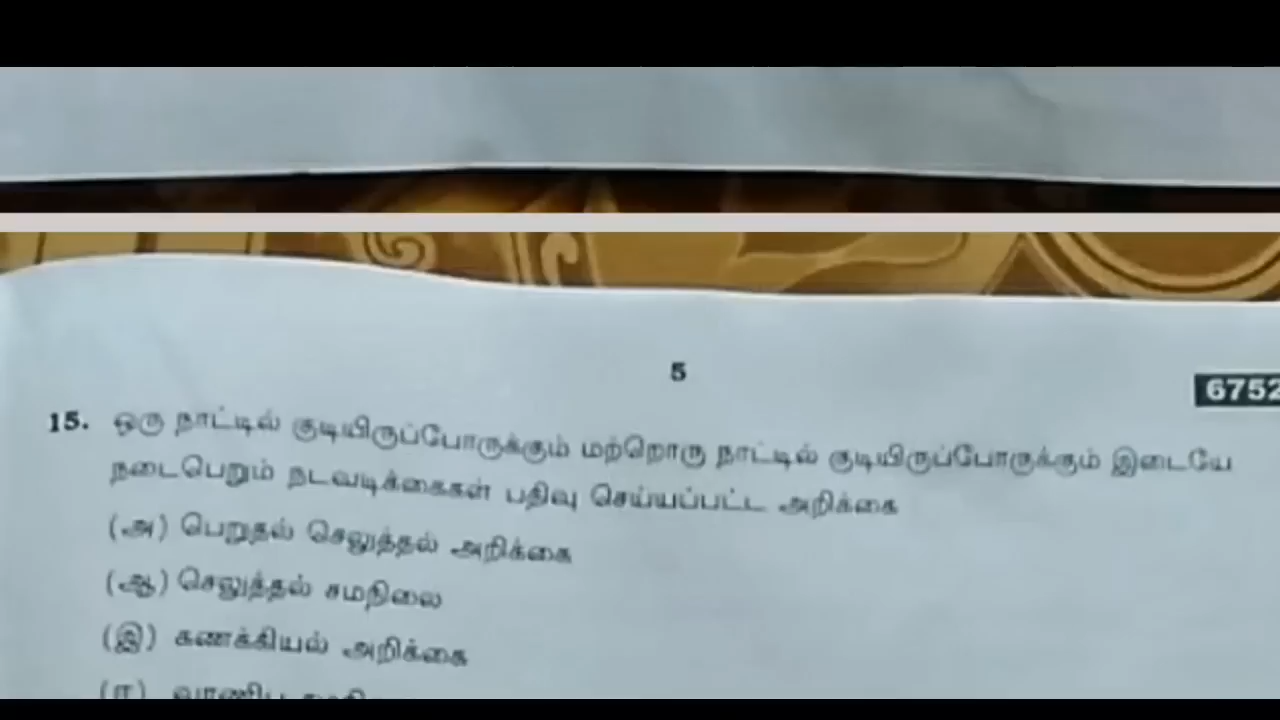 5
6752
15. ஒரு நாட்டில் குடியிருப்போருக்கும் மற்றொரு நாட்டில் குடியிருப்போருக்கும் இடையே
நடைபெறும் நடவடிக்கைகள் பதிவு செய்யப்பட்ட அறிக்கை
(அ) பெறுதல் செலுத்தல் அறிக்கை
(ஆ) செலுத்தல் சமநிலை
(இ) கணக்கியல் அறிக்கை
(ஈ)